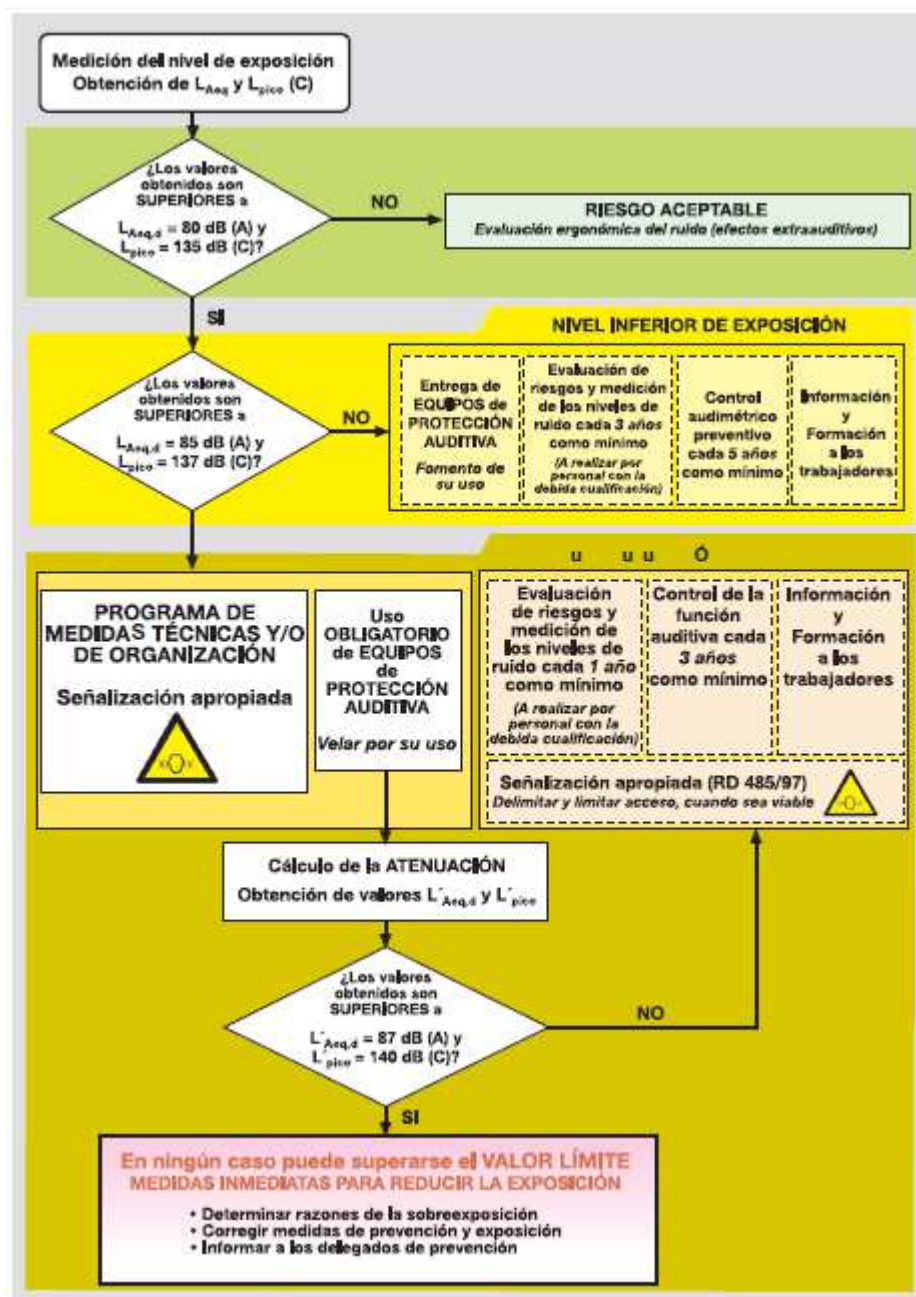 Medición del nivel de exposición
Obtención de L Aeq y L pico (C)
¿Los valores
obtenidos son
SUPERIORES a
L Aeq,d = 80 dB (A) y
L pico = 135 dB (C)?
NO
RIESGO ACEPTABLE
Evaluación ergonómica del ruido (efectos extraauditivos)
SI
NIVEL INFERIOR DE EXPOSICIÓN
¿Los valores
obtenidos son
SUPERIORES a
L Aeq,d = 85 dB (A) y
L pico = 137 dB (C)?
NO
Entrega de
EQUIPOS de
PROTECCIÓN
AUDITIVA
Fomento de
su uso
Evaluación de
riesgos y medición
de los niveles de
ruido cada 3 años
como mínimo
(A realizar por
personal con la
debida cualificación)
Control
audimétrico
preventivo
cada 5 años
como mínimo
Información
y
Formación
a los
trabajadores
u u u Ó
PROGRAMA DE
MEDIDAS TÉCNICAS Y/O
DE ORGANIZACIÓN
Señalización apropiada
Uso
OBLIGATORIO
de EQUIPOS
de
PROTECCIÓN
AUDITIVA
Velar por su uso
Evaluación
de riesgos y
medición de
los niveles de
ruido cada 1 año
como mínimo
(A realizar por
personal con la
debida cualificación)
Control de la
función
auditiva cada
3 años
como mínimo
Información
y
Formación
a los
trabajadores
Señalización apropiada (RD 485/97)
Delimitar y limitar acceso, cuando sea viable
Cálculo de la ATENUACIÓN
Obtención de valores L´Aeq,d y L´pico
¿Los valores
obtenidos son
SUPERIORES a
L´Aeq,d = 87 dB (A) y
L´pico = 140 dB (C)?
NO
SI
En ningún caso puede superarse el VALOR LÍMITE
MEDIDAS INMEDIATAS PARA REDUCIR LA EXPOSICIÓN
• Determinar razones de la sobreexposición
• Corregir medidas de prevención y exposición
• Informar a los delegados de prevención